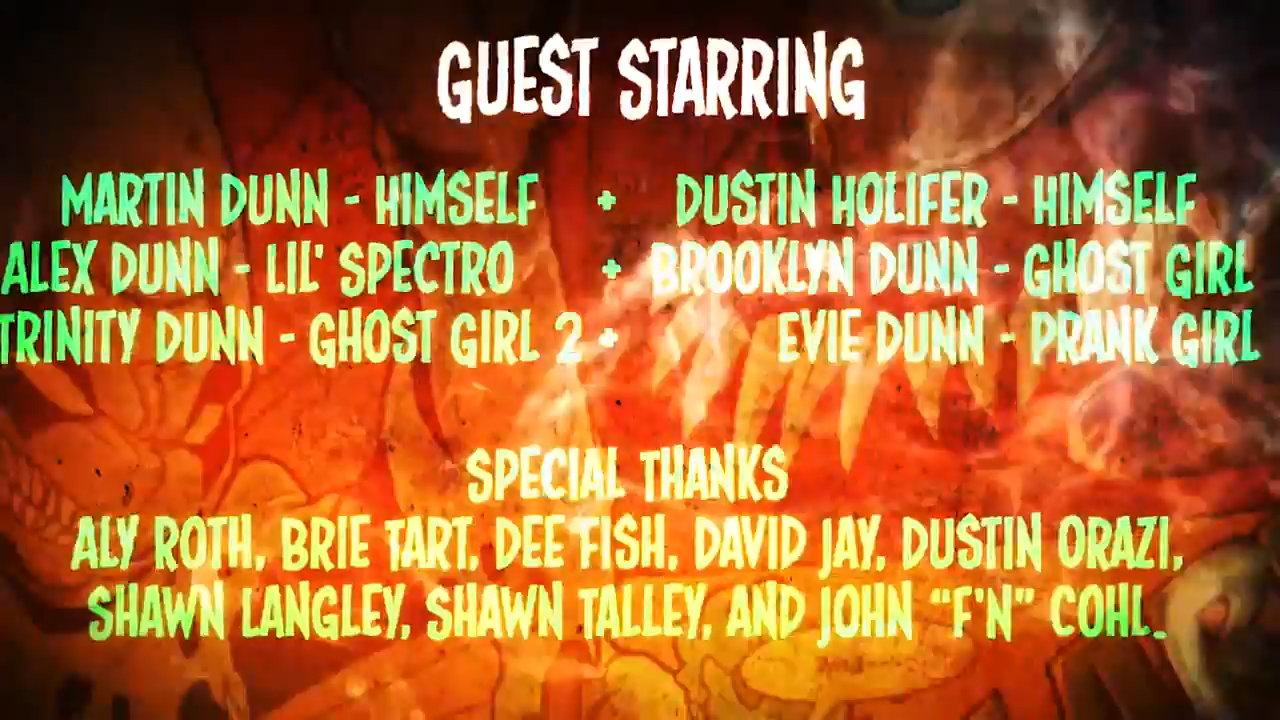 GUEST STARRING
MARTIN DUNN - HIMSELF + DUSTIN HOLIFER - HIMSELF
ALEX DUNN - LIL' SPECTRO + BROOKLYN DUNN - GHOST GIRL
TRINITY DUNN - GHOST GIRL 2 + EVIE DUNN - PRANK GIRL
SPECIAL THANKS
ALY ROTH, BRIE TART, DEE FISH, DAVID JAY, DUSTIN ORAZI,
SHAWN LANGLEY, SHAWN TALLEY, AND JOHN "F'N" COHL.